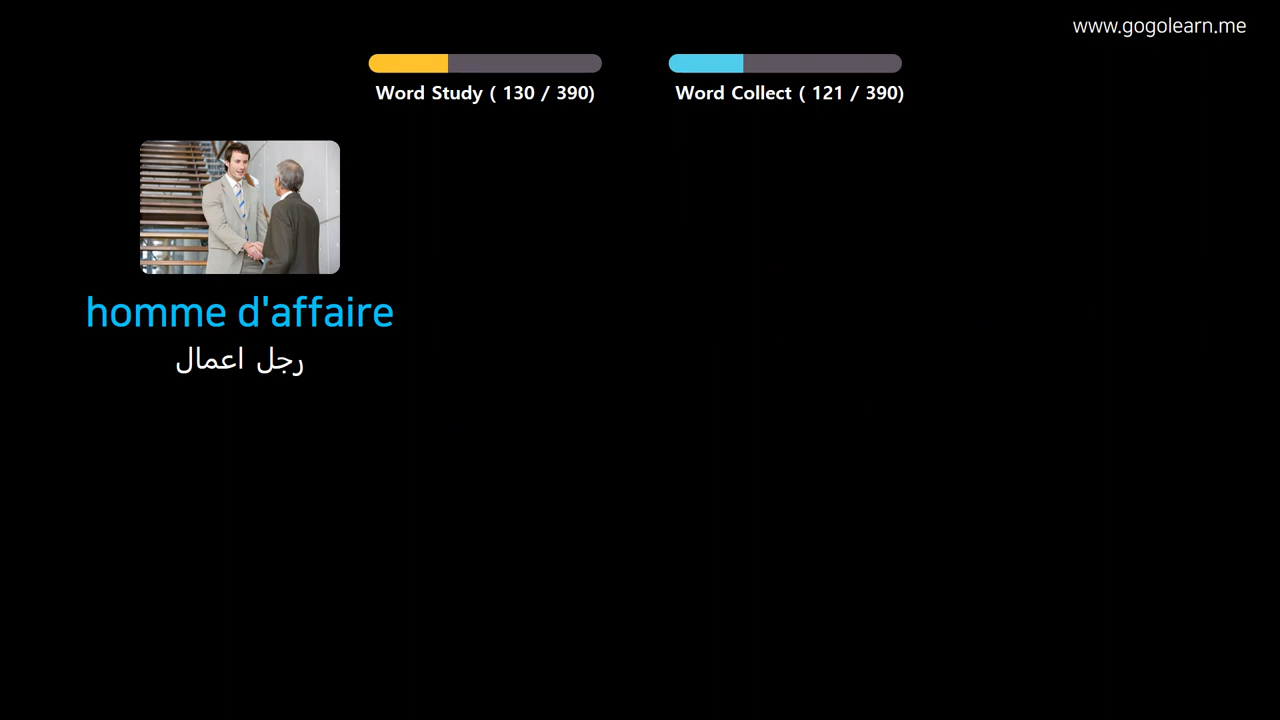 www.gogolearn.me
Word Study ( 130 / 390)
Word Collect ( 121 / 390)
homme d'affaire
رجل اعمال